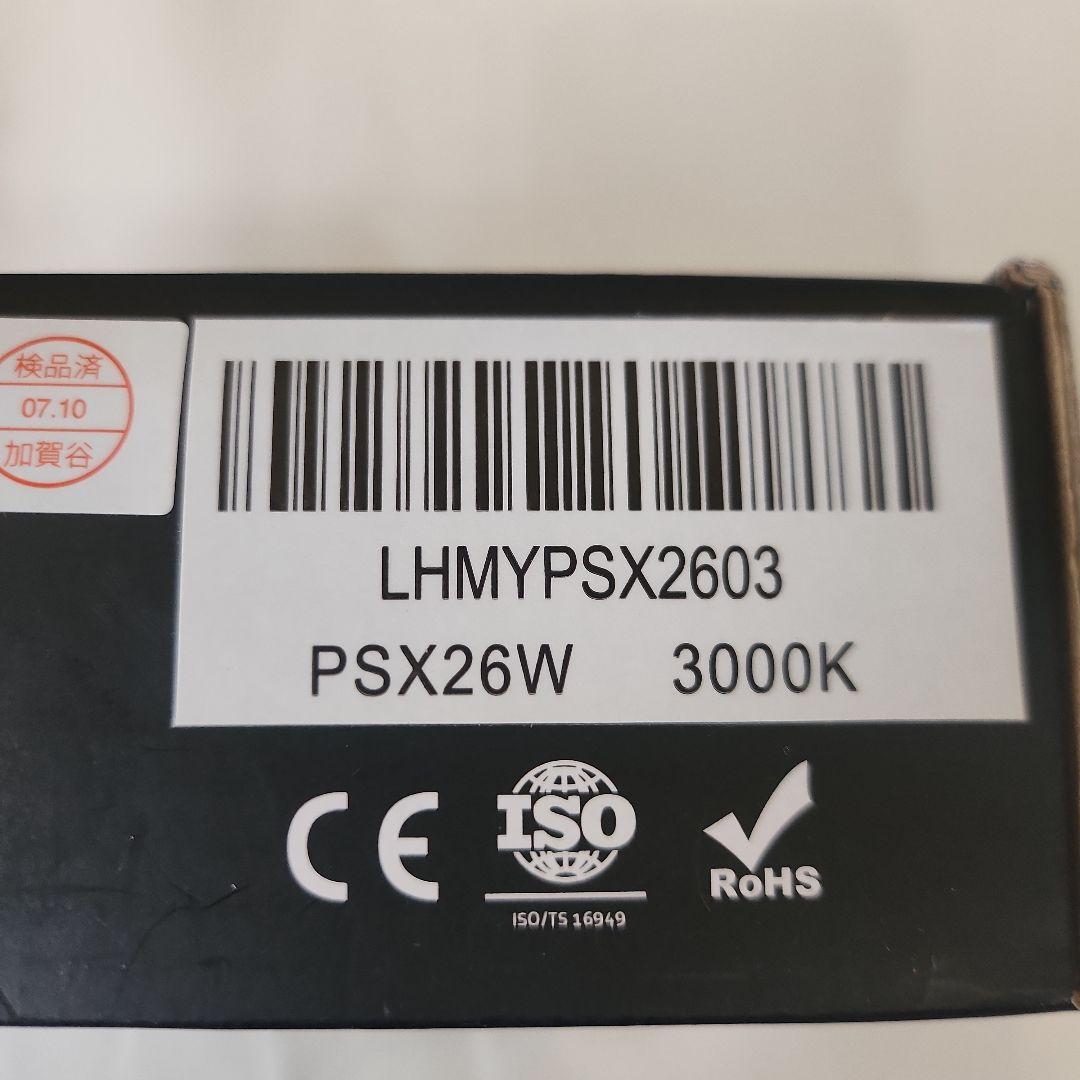 検品済
07.10
加賀谷
LHMYPSX2603
PSX26W 3000K
CE
ISO
ISO/TS 16949
RoHS